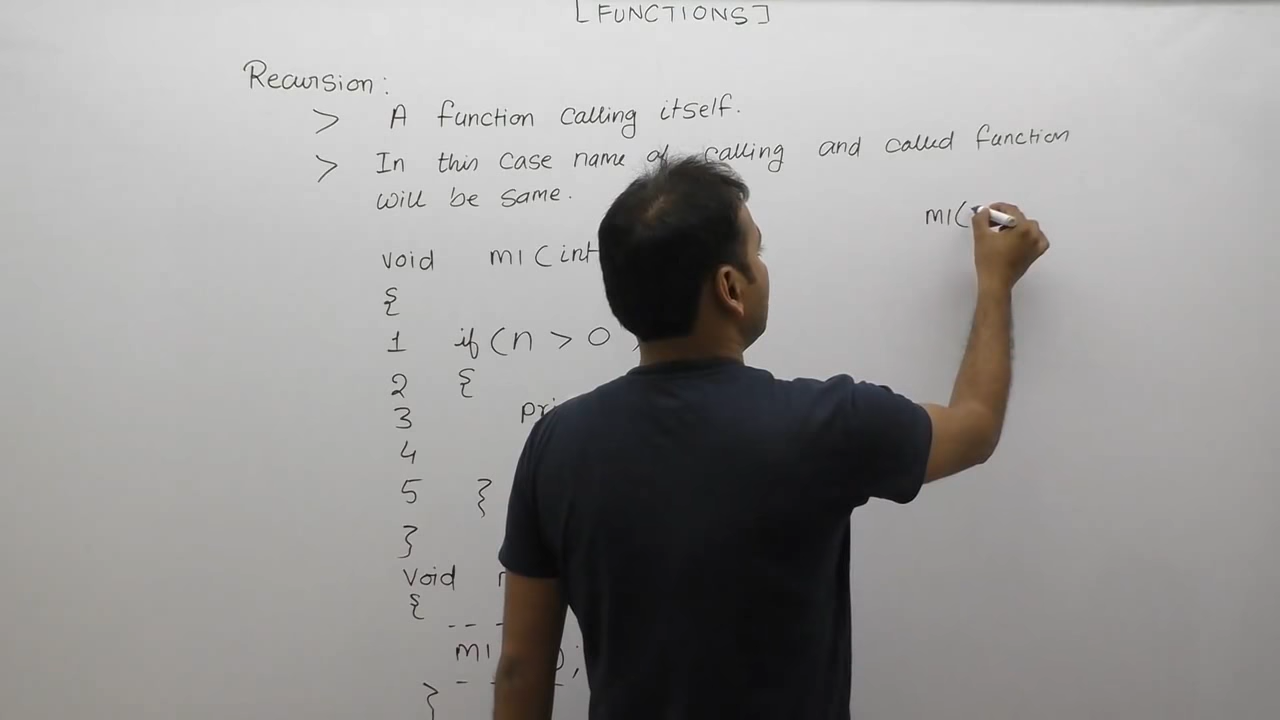 [FUNCTIONS]
Recursion:
> A function calling itself.
> In this case name of calling and called function
will be same.
m1(
void m1(int
{
1 if(n > 0
2 {
3 pri
4
5 }
}
void
{
- - -
m1 );
- - -
}